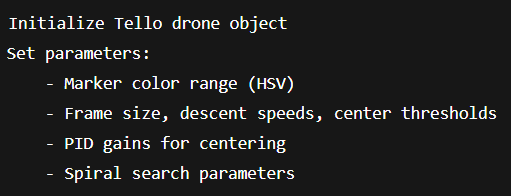 Initialize Tello drone object
Set parameters:
- Marker color range (HSV)
- Frame size, descent speeds, center thresholds
- PID gains for centering
- Spiral search parameters